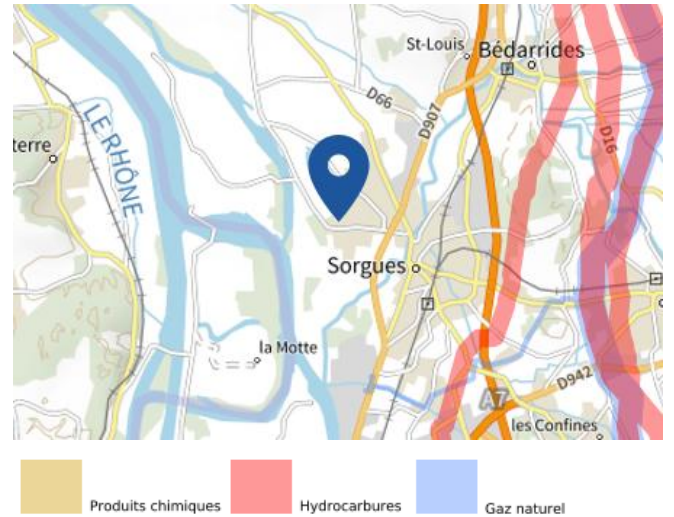 St-Louis
Bédarrides
D66
D907
D16
terre
LE RHÔNE
Sorgues
la Motte
D942
A7
les Confines
Produits chimiques
Hydrocarbures
Gaz naturel